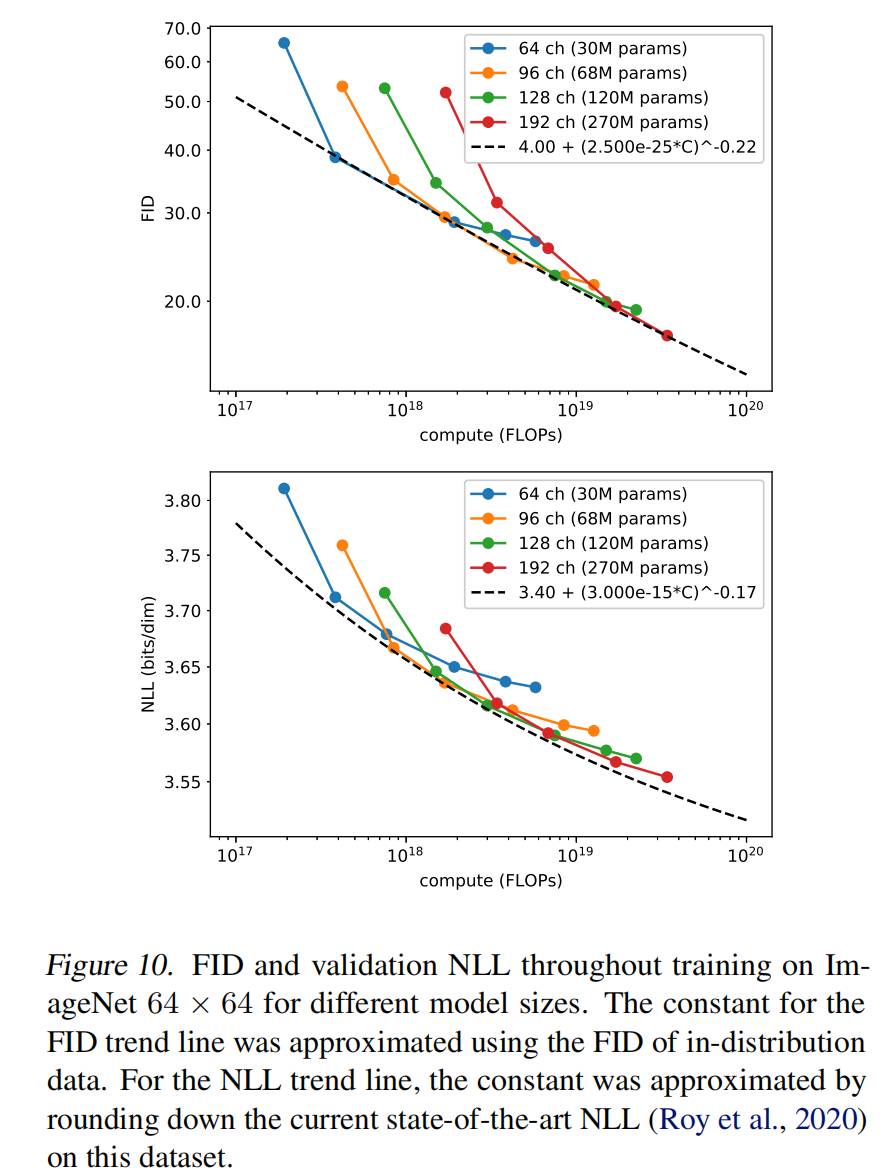 70.0
60.0
50.0
40.0
30.0
20.0
FID
64 ch (30M params)
96 ch (68M params)
128 ch (120M params)
192 ch (270M params)
4.00 + (2.500e-25*C)^-0.22
10^17
10^18
10^19
10^20
compute (FLOPs)
3.80
3.75
3.70
3.65
3.60
3.55
NLL (bits/dim)
64 ch (30M params)
96 ch (68M params)
128 ch (120M params)
192 ch (270M params)
3.40 + (3.000e-15*C)^-0.17
10^17
10^18
10^19
10^20
compute (FLOPs)
Figure 10. FID and validation NLL throughout training on Im-
ageNet 64 × 64 for different model sizes. The constant for the
FID trend line was approximated using the FID of in-distribution
data. For the NLL trend line, the constant was approximated by
rounding down the current state-of-the-art NLL (Roy et al., 2020)
on this dataset.